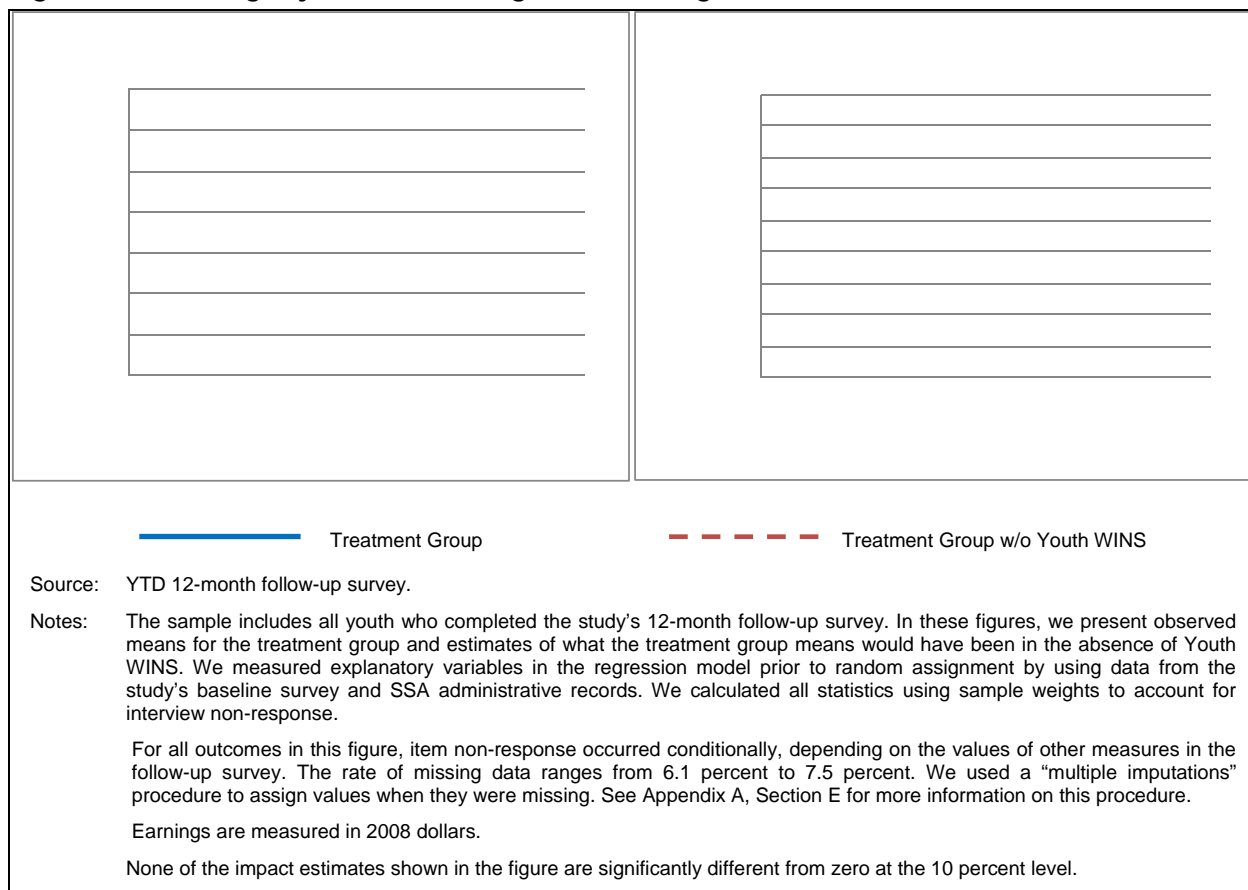 Treatment Group
Treatment Group w/o Youth WINS
Source: YTD 12-month follow-up survey.
Notes: The sample includes all youth who completed the study's 12-month follow-up survey. In these figures, we present observed
means for the treatment group and estimates of what the treatment group means would have been in the absence of Youth
WINS. We measured explanatory variables in the regression model prior to random assignment by using data from the
study's baseline survey and SSA administrative records. We calculated all statistics using sample weights to account for
interview non-response.
For all outcomes in this figure, item non-response occurred conditionally, depending on the values of other measures in the
follow-up survey. The rate of missing data ranges from 6.1 percent to 7.5 percent. We used a “multiple imputations”
procedure to assign values when they were missing. See Appendix A, Section E for more information on this procedure.
Earnings are measured in 2008 dollars.
None of the impact estimates shown in the figure are significantly different from zero at the 10 percent level.